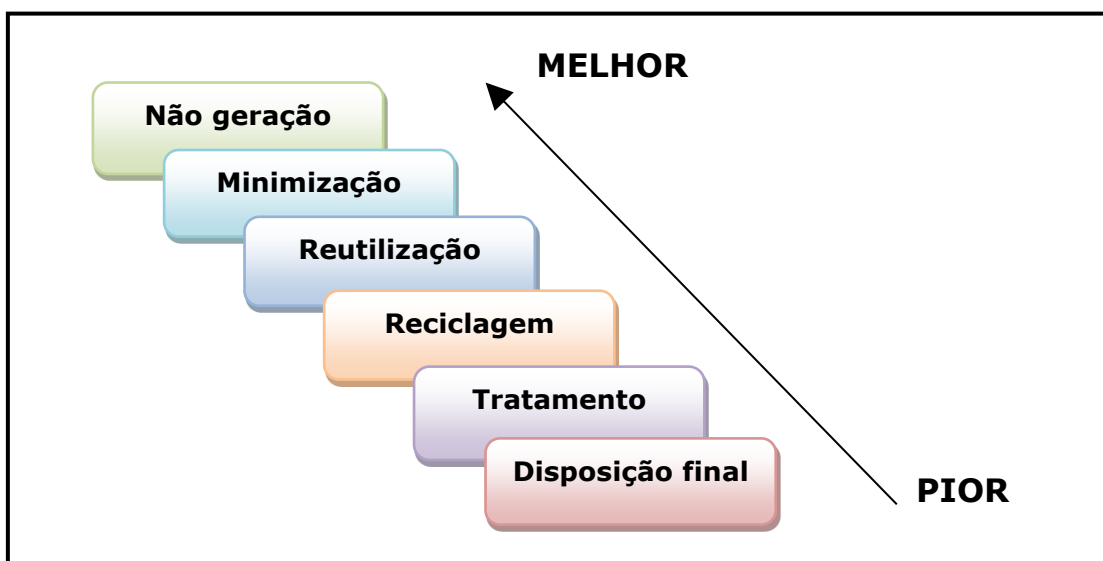 MELHOR
Não geração
Minimização
Reutilização
Reciclagem
Tratamento
Disposição final
PIOR